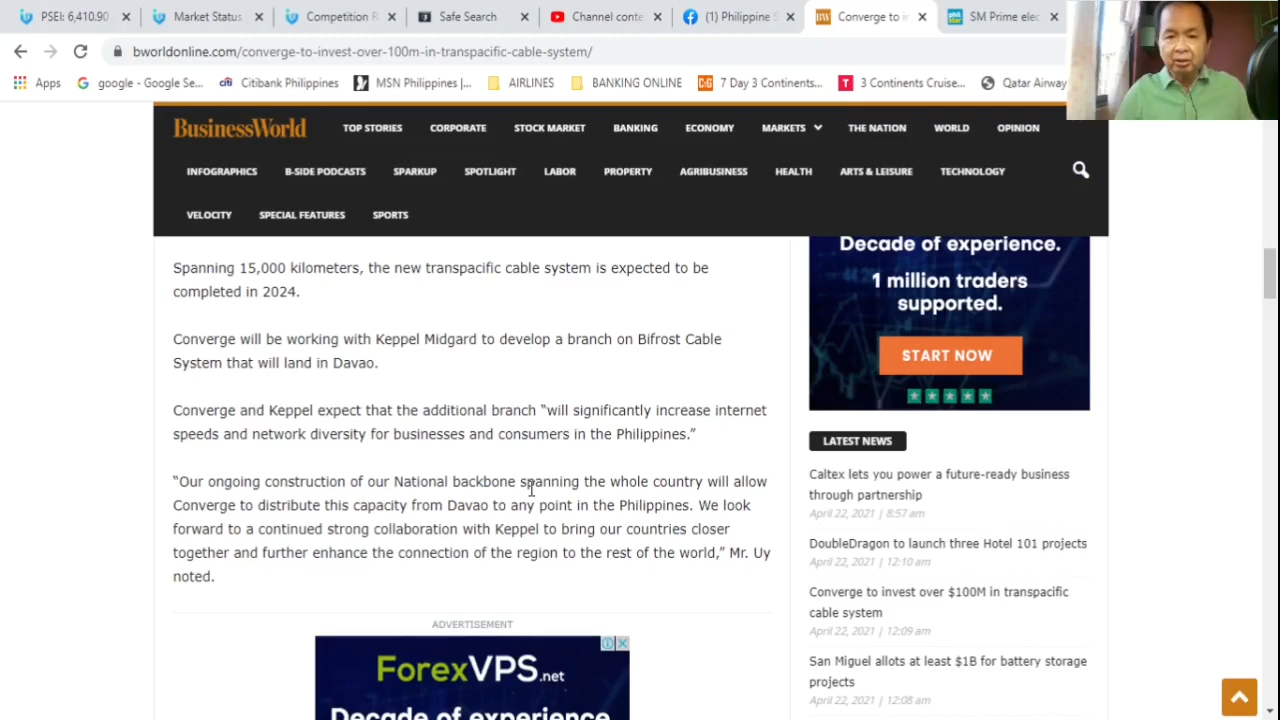 PSEi: 6,410.90
Market Status
Competition R
Safe Search
Channel conte
(1) Philippine S
Converge to i
SM Prime elec
bworldonline.com/converge-to-invest-over-100m-in-transpacific-cable-system/
Apps
google - Google Se...
Citibank Philippines
MSN Philippines |...
AIRLINES
BANKING ONLINE
7 Day 3 Continents...
3 Continents Cruise...
Qatar Airway
BusinessWorld
TOP STORIES
CORPORATE
STOCK MARKET
BANKING
ECONOMY
MARKETS
THE NATION
WORLD
OPINION
INFOGRAPHICS
B-SIDE PODCASTS
SPARKUP
SPOTLIGHT
LABOR
PROPERTY
AGRIBUSINESS
HEALTH
ARTS & LEISURE
TECHNOLOGY
VELOCITY
SPECIAL FEATURES
SPORTS
Spanning 15,000 kilometers, the new transpacific cable system is expected to be
completed in 2024.
Converge will be working with Keppel Midgard to develop a branch on Bifrost Cable
System that will land in Davao.
Converge and Keppel expect that the additional branch “will significantly increase internet
speeds and network diversity for businesses and consumers in the Philippines.”
“Our ongoing construction of our National backbone spanning the whole country will allow
Converge to distribute this capacity from Davao to any point in the Philippines. We look
forward to a continued strong collaboration with Keppel to bring our countries closer
together and further enhance the connection of the region to the rest of the world,” Mr. Uy
noted.
ADVERTISEMENT
ForexVPS.net
Decade of experience
Decade of experience.
1 million traders
supported.
START NOW
LATEST NEWS
Caltex lets you power a future-ready business
through partnership
April 22, 2021 | 8:57 am
DoubleDragon to launch three Hotel 101 projects
April 22, 2021 | 12:10 am
Converge to invest over $100M in transpacific
cable system
April 22, 2021 | 12:09 am
San Miguel allots at least $1B for battery storage
projects
April 22, 2021 | 12:08 am